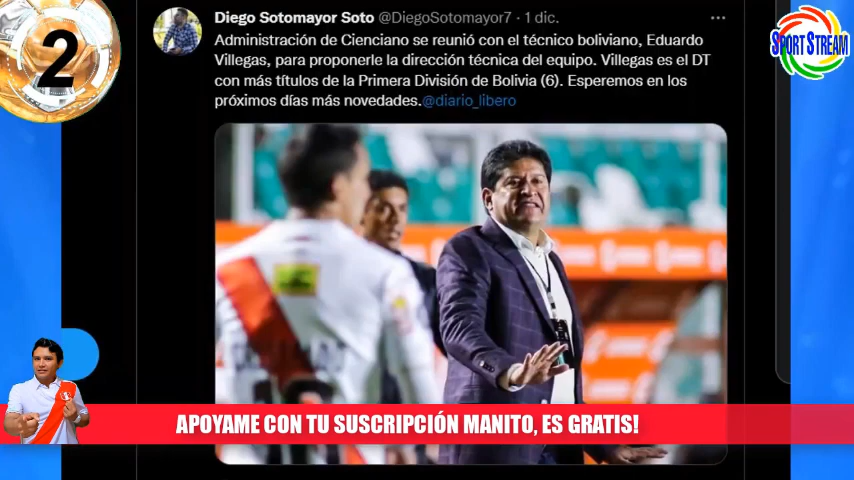 2
Diego Sotomayor Soto @DiegoSotomayor7 · 1 dic.
Administración de Cienciano se reunió con el técnico boliviano, Eduardo
Villegas, para proponerle la dirección técnica del equipo. Villegas es el DT
con más títulos de la Primera División de Bolivia (6). Esperemos en los
próximos días más novedades.@diario_libero
SPORT STREAM
APOYAME CON TU SUSCRIPCIÓN MANITO, ES GRATIS!